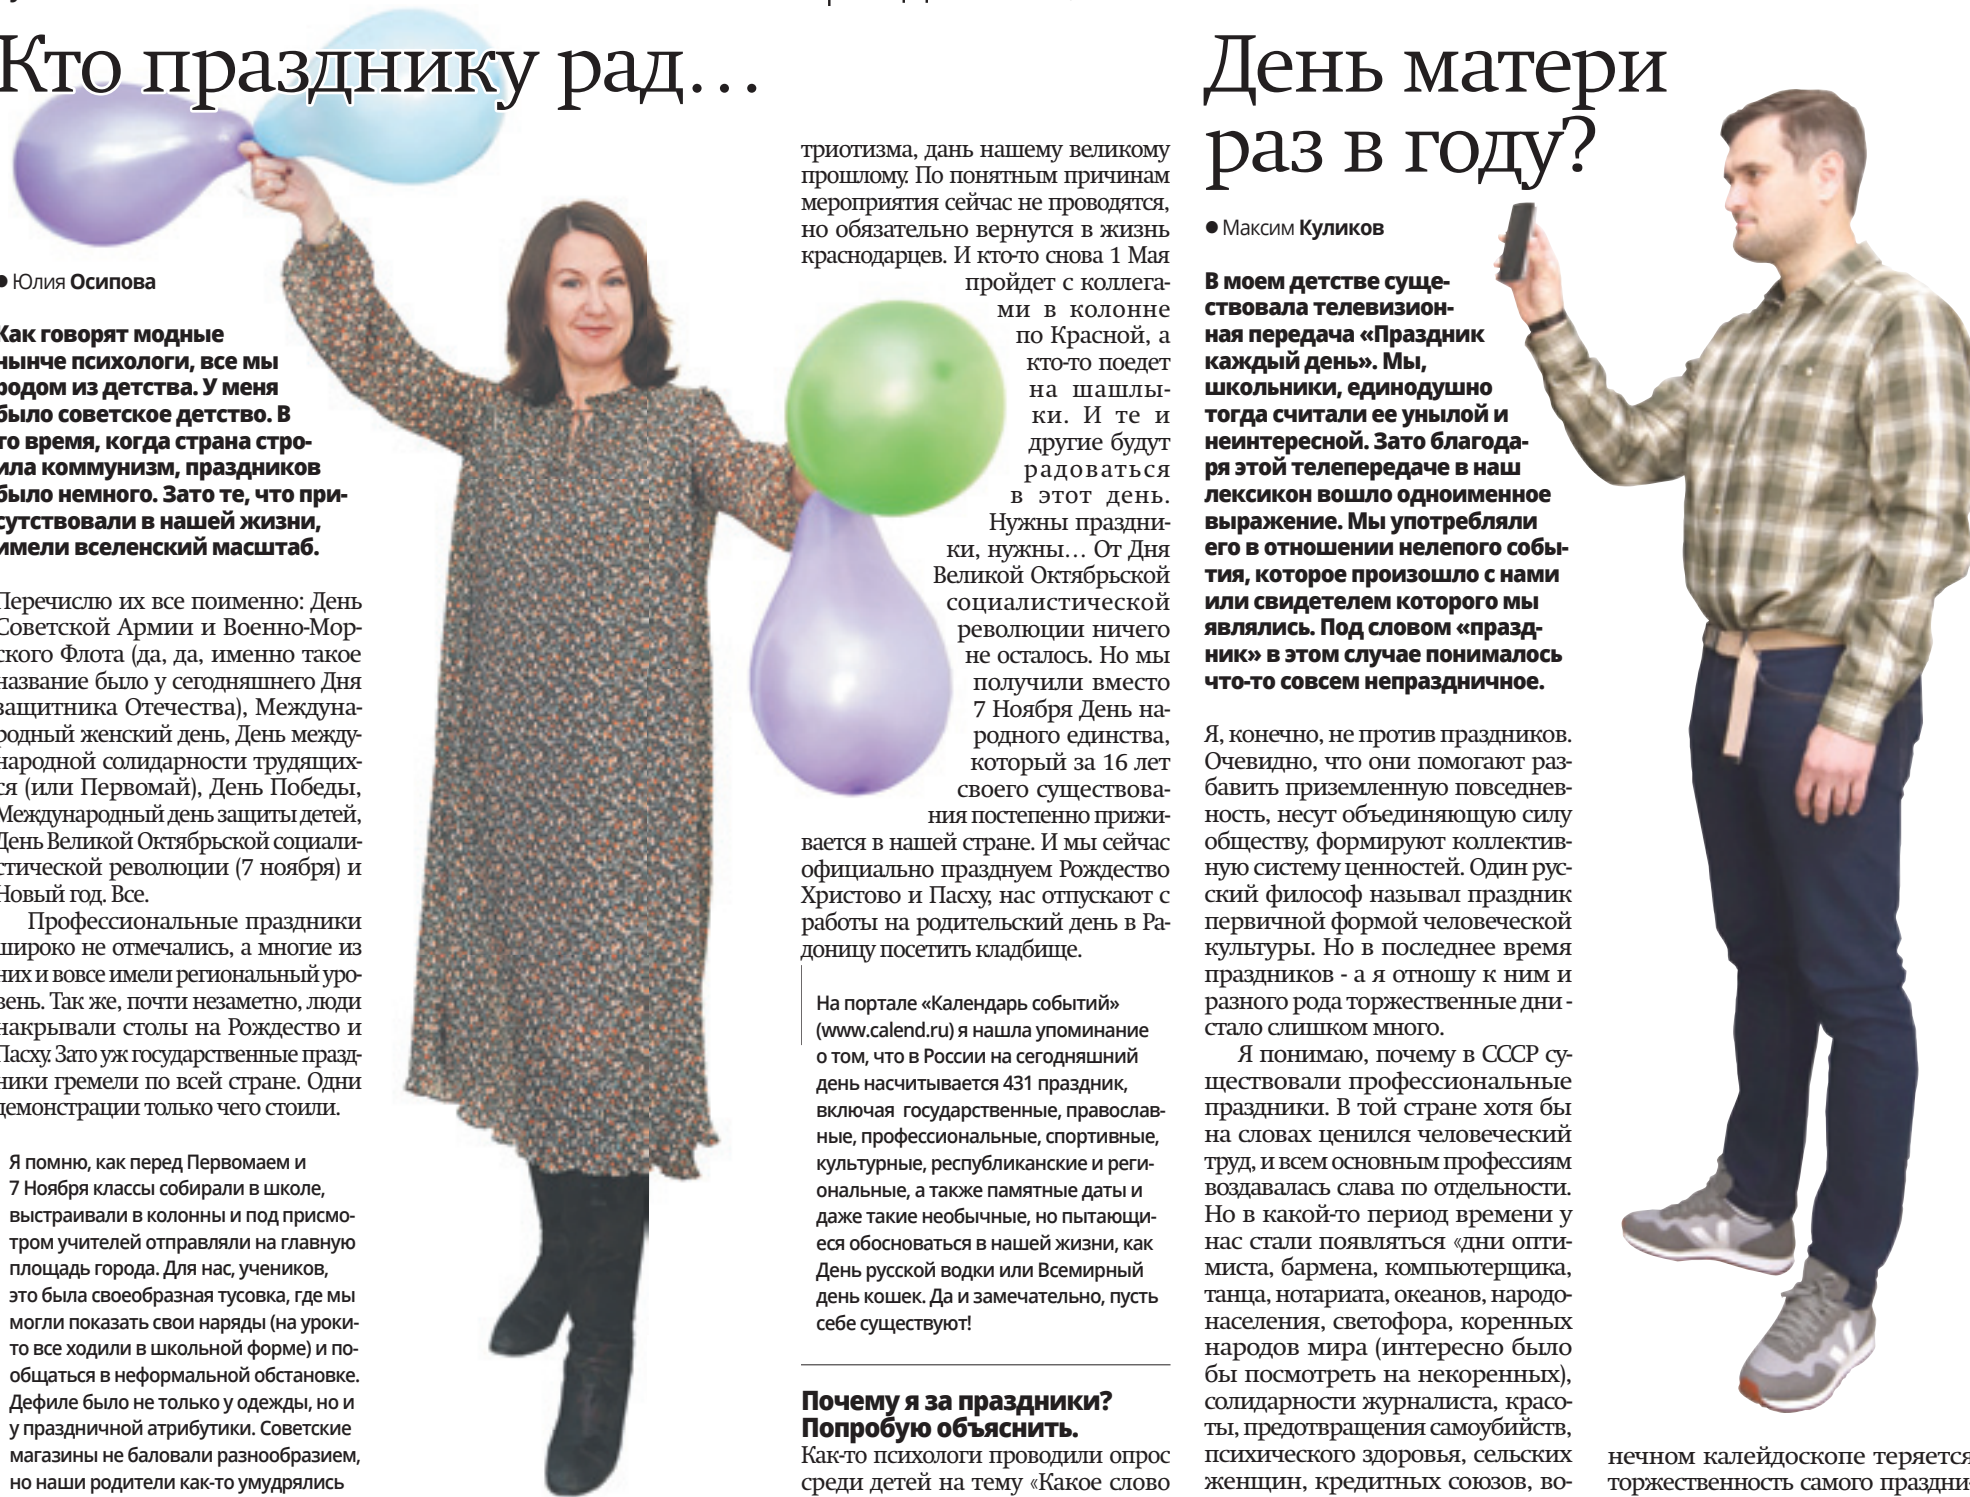 Кто празднику рад...
● Юлия Осипова
Как говорят модные
нынче психологи, все мы
родом из детства. У меня
было советское детство. В
то время, когда страна стро-
ила коммунизм, праздников
было немного. Зато те, что при-
сутствовали в нашей жизни,
имели вселенский масштаб.
Перечислю их все поименно: День
Советской Армии и Военно-Мор-
ского Флота (да, да, именно такое
название было у сегодняшнего Дня
защитника Отечества), Междуна-
родный женский день, День между-
народной солидарности трудящих-
ся (или Первомай), День Победы,
Международный день защиты детей,
День Великой Октябрьской социали-
стической революции (7 ноября) и
Новый год. Все.
Профессиональные праздники
широко не отмечались, а многие из
них и вовсе имели региональный уро-
вень. Так же, почти незаметно, люди
накрывали столы на Рождество и
Пасху. Зато уж государственные празд-
ники гремели по всей стране. Одни
демонстрации только чего стоили.
Я помню, как перед Первомаем и
7 Ноября классы собирали в школе,
выстраивали в колонны и под присмо-
тром учителей отправляли на главную
площадь города. Для нас, учеников,
это была своеобразная тусовка, где мы
могли показать свои наряды (на уроки-
то все ходили в школьной форме) и по-
общаться в неформальной обстановке.
Дефиле было не только у одежды, но и
у праздничной атрибутики. Советские
магазины не баловали разнообразием,
но наши родители как-то умудрялись
триотизма, дань нашему великому
прошлому. По понятным причинам
мероприятия сейчас не проводятся,
но обязательно вернутся в жизнь
краснодарцев. И кто-то снова 1 Мая
пройдет с коллега-
ми в колонне
по Красной, а
кто-то поедет
на шашлы-
ки. И те и
другие будут
радоваться
в этот день.
Нужны праздни-
ки, нужны... От Дня
Великой Октябрьской
социалистической
революции ничего
не осталось. Но мы
получили вместо
7 Ноября День на-
родного единства,
который за 16 лет
своего существова-
ния постепенно прижи-
вается в нашей стране. И мы сейчас
официально празднуем Рождество
Христово и Пасху, нас отпускают с
работы на родительский день в Ра-
доницу посетить кладбище.
На портале «Календарь событий»
(www.calend.ru) я нашла упоминание
о том, что в России на сегодняшний
день насчитывается 431 праздник,
включая государственные, православ-
ные, профессиональные, спортивные,
культурные, республиканские и реги-
ональные, а также памятные даты и
даже такие необычные, но пытающи-
еся обосноваться в нашей жизни, как
День русской водки или Всемирный
день кошек. Да и замечательно, пусть
себе существуют!
Почему я за праздники?
Попробую объяснить.
Как-то психологи проводили опрос
среди детей на тему «Какое слово
День матери
раз в году?
● Максим Куликов
В моем детстве суще-
ствовала телевизион-
ная передача «Праздник
каждый день». Мы,
школьники, единодушно
тогда считали ее унылой и
неинтересной. Зато благода-
ря этой телепередаче в наш
лексикон вошло одноименное
выражение. Мы употребляли
его в отношении нелепого собы-
тия, которое произошло с нами
или свидетелем которого мы
являлись. Под словом «празд-
ник» в этом случае понималось
что-то совсем непраздничное.
Я, конечно, не против праздников.
Очевидно, что они помогают раз-
бавить приземленную повседнев-
ность, несут объединяющую силу
обществу, формируют коллектив-
ную систему ценностей. Один рус-
ский философ называл праздник
первичной формой человеческой
культуры. Но в последнее время
праздников - а я отношу к ним и
разного рода торжественные дни -
стало слишком много.
Я понимаю, почему в СССР су-
ществовали профессиональные
праздники. В той стране хотя бы
на словах ценился человеческий
труд, и всем основным профессиям
воздавалась слава по отдельности.
Но в какой-то период времени у
нас стали появляться «дни опти-
миста, бармена, компьютерщика,
танца, нотариата, океанов, народо-
населения, светофора, коренных
народов мира (интересно было
бы посмотреть на некоренных),
солидарности журналиста, красо-
ты, предотвращения самоубийств,
психического здоровья, сельских
женщин, кредитных союзов, во-
нечном калейдоскопе теряется
торжественность самого праздни-